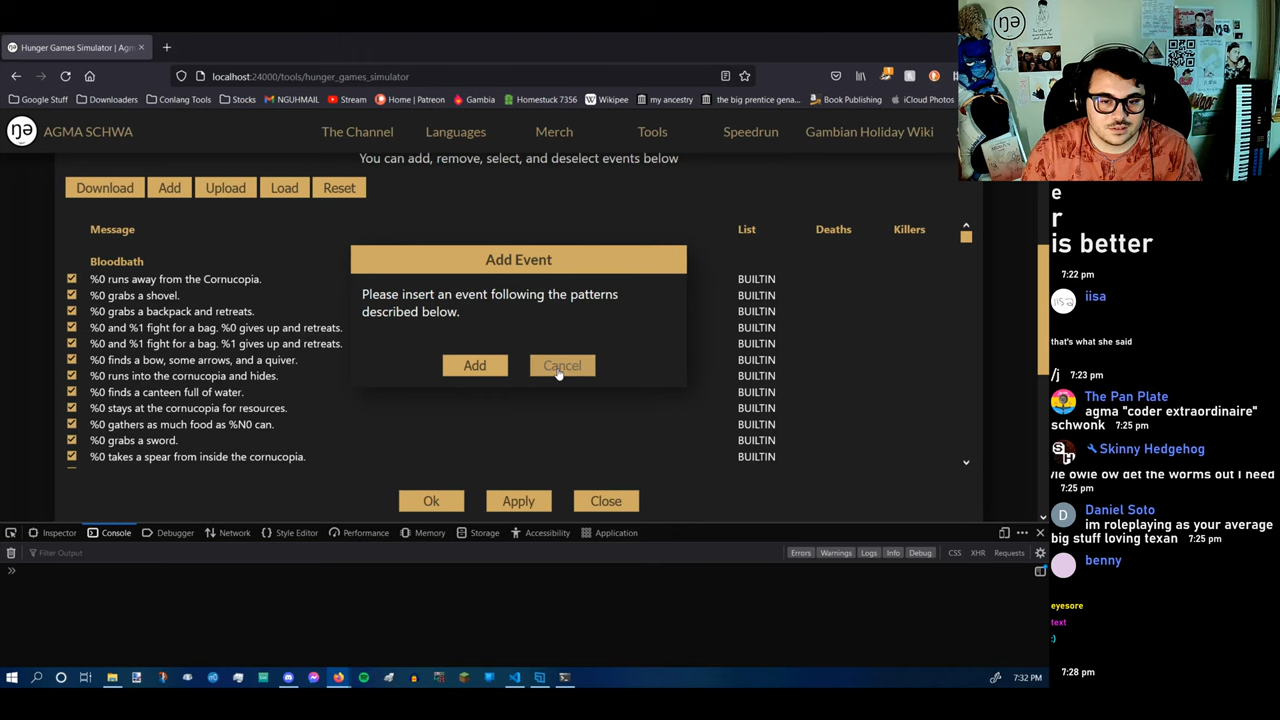 Hunger Games Simulator | Agm
localhost:24000/tools/hunger_games_simulator
Google Stuff
Downloaders
Conlang Tools
Stocks
NGUHMAIL
Stream
Home | Patreon
Gambia
Homestuck 7356
Wikipee
my ancestry
the big prentice gena...
Book Publishing
iCloud Photos
ŋə
AGMA SCHWA
The Channel
Languages
Merch
Tools
Speedrun
Gambian Holiday Wiki
You can add, remove, select, and deselect events below
Download
Add
Upload
Load
Reset
Message
List
Deaths
Killers
Bloodbath
%0 runs away from the Cornucopia.
BUILTIN
%0 grabs a shovel.
BUILTIN
%0 grabs a backpack and retreats.
BUILTIN
%0 and %1 fight for a bag. %0 gives up and retreats.
BUILTIN
%0 and %1 fight for a bag. %1 gives up and retreats.
BUILTIN
%0 finds a bow, some arrows, and a quiver.
BUILTIN
%0 runs into the cornucopia and hides.
BUILTIN
%0 finds a canteen full of water.
BUILTIN
%0 stays at the cornucopia for resources.
BUILTIN
%0 gathers as much food as %N0 can.
BUILTIN
%0 grabs a sword.
BUILTIN
%0 takes a spear from inside the cornucopia.
BUILTIN
Add Event
Please insert an event following the patterns
described below.
Add
Cancel
Ok
Apply
Close
Inspector
Console
Debugger
Network
Style Editor
Performance
Memory
Storage
Accessibility
Application
Filter Output
Errors
Warnings
Logs
Info
Debug
CSS
XHR
Requests
7:32 PM
ŋə
e
r
is better
7:22 pm
iisa
that's what she said
/j
7:23 pm
The Pan Plate
agma "coder extraordinaire"
schwonk
7:25 pm
Skinny Hedgehog
owie ow get the worms out I need
7:25 pm
Daniel Soto
im roleplaying as your average
big stuff loving texan
7:25 pm
benny
eyesore
text
:)
7:28 pm